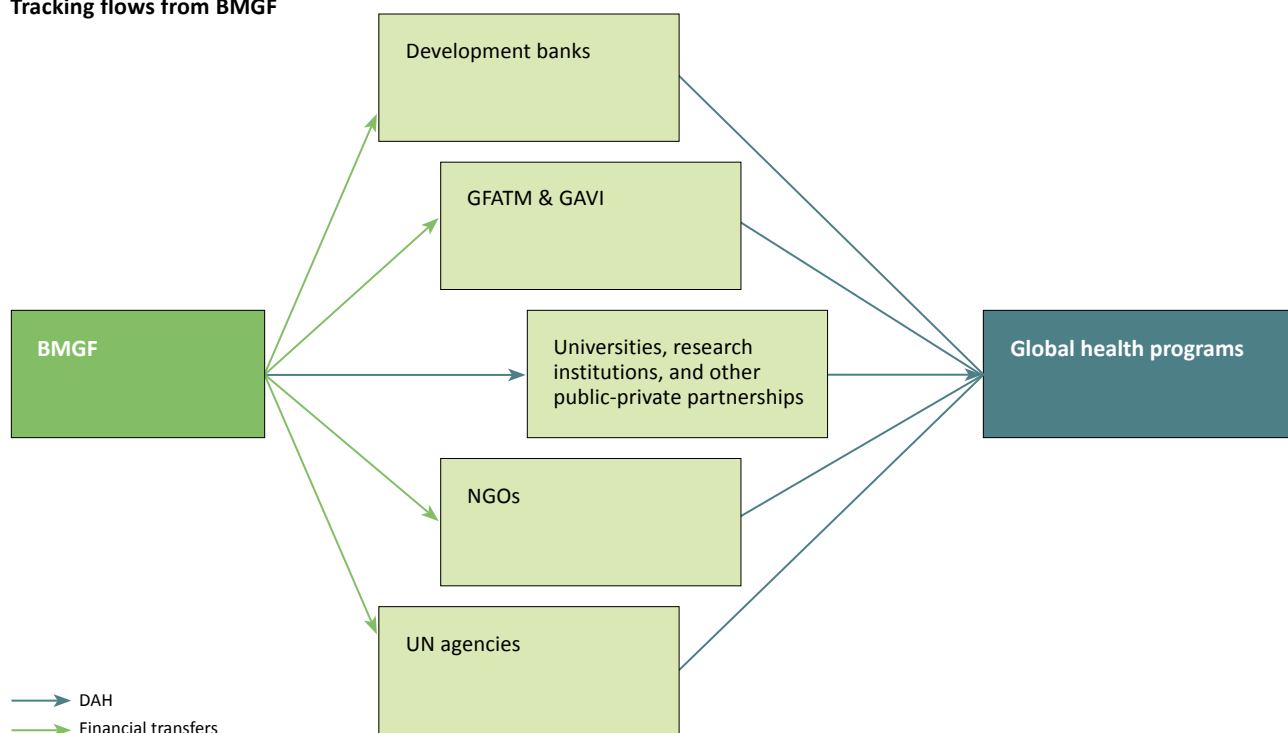 Tracking flows from BMGF
Development banks
GFATM & GAVI
BMGF
Universities, research
institutions, and other
public-private partnerships
Global health programs
NGOs
UN agencies
DAH
Financial transfers